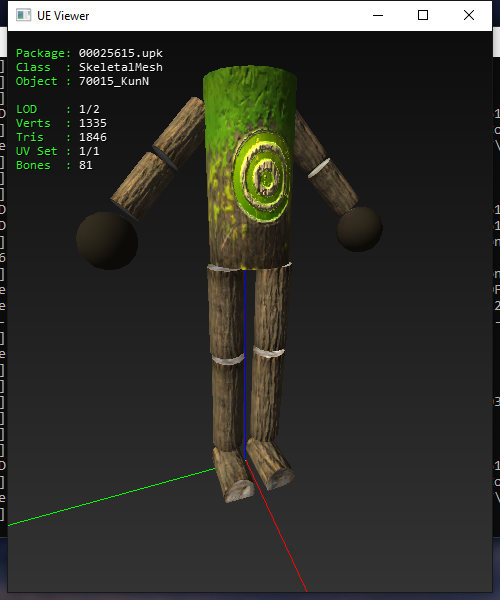 UE Viewer
Package: 00025615.upk
Class  : SkeletalMesh
Object : 70015_KunN
LOD    : 1/2
Verts  : 1335
Tris   : 1846
UV Set : 1/1
Bones  : 81